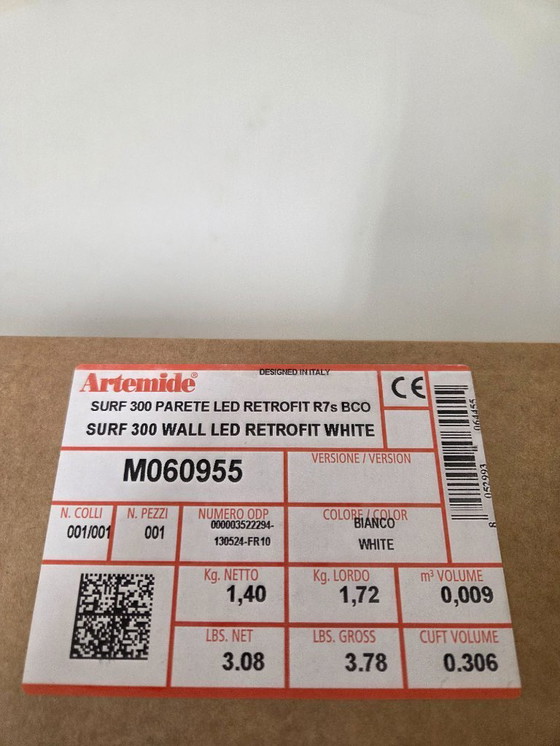 Artemide®
DESIGNED IN ITALY
CE
SURF 300 PARETE LED RETROFIT R7s BCO
SURF 300 WALL LED RETROFIT WHITE
M060955
VERSIONE / VERSION
N. COLLI
001/001
N. PEZZI
001
NUMERO ODP
000003522294-
130524-FR10
COLORE / COLOR
BIANCO
WHITE
8 052993 064455
Kg. NETTO
1,40
Kg. LORDO
1,72
m³ VOLUME
0,009
LBS. NET
3.08
LBS. GROSS
3.78
CUFT VOLUME
0.306